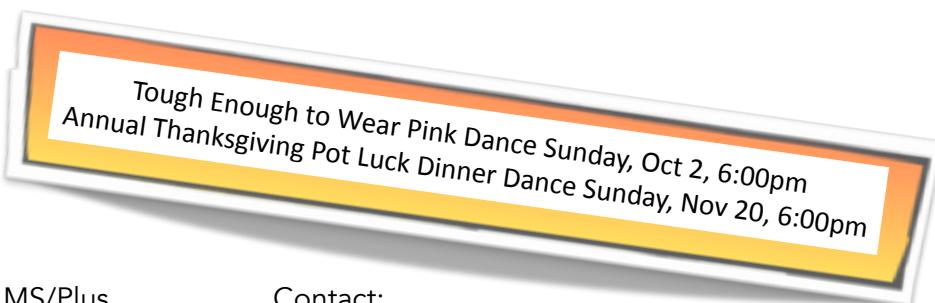 Tough Enough to Wear Pink Dance Sunday, Oct 2, 6:00pm
Annual Thanksgiving Pot Luck Dinner Dance Sunday, Nov 20, 6:00pm
MS/Plus
Contact: